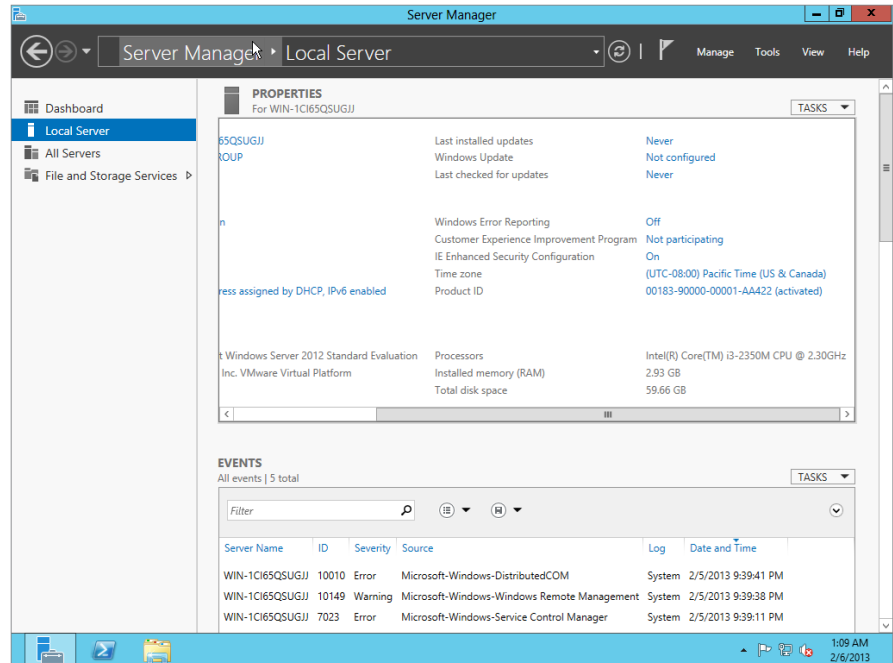 Server Manager
Server Manager Local Server
Manage Tools View Help
Dashboard
Local Server
All Servers
File and Storage Services
PROPERTIES
For WIN-1CI65QSUGJJ
TASKS
65QSUGJJ Last installed updates Never
ROUP Windows Update Not configured
Last checked for updates Never
n Windows Error Reporting Off
Customer Experience Improvement Program Not participating
IE Enhanced Security Configuration On
Time zone (UTC-08:00) Pacific Time (US & Canada)
ress assigned by DHCP, IPv6 enabled Product ID 00183-90000-00001-AA422 (activated)
t Windows Server 2012 Standard Evaluation Processors Intel(R) Core(TM) i3-2350M CPU @ 2.30GHz
Inc. VMware Virtual Platform Installed memory (RAM) 2.93 GB
Total disk space 59.66 GB
EVENTS
All events | 5 total
TASKS
Filter
Server Name ID Severity Source Log Date and Time
WIN-1CI65QSUGJJ 10010 Error Microsoft-Windows-DistributedCOM System 2/5/2013 9:39:41 PM
WIN-1CI65QSUGJJ 10149 Warning Microsoft-Windows-Windows Remote Management System 2/5/2013 9:39:38 PM
WIN-1CI65QSUGJJ 7023 Error Microsoft-Windows-Service Control Manager System 2/5/2013 9:39:11 PM
1:09 AM
2/6/2013